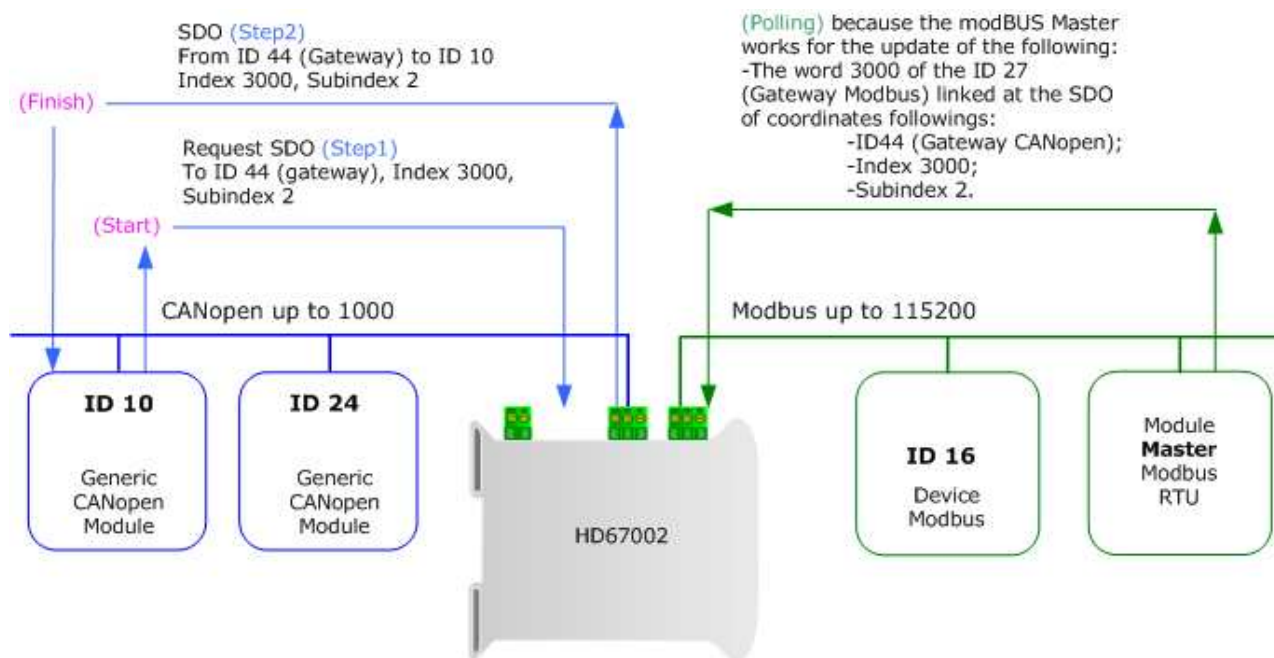 SDO (Step2)
From ID 44 (Gateway) to ID 10
Index 3000, Subindex 2
(Finish)
Request SDO (Step1)
To ID 44 (gateway), Index 3000,
Subindex 2
(Start)
(Polling) because the modBUS Master
works for the update of the following:
-The word 3000 of the ID 27
(Gateway Modbus) linked at the SDO
of coordinates followings:
-ID44 (Gateway CANopen);
-Index 3000;
-Subindex 2.
CANopen up to 1000
Modbus up to 115200
ID 10
Generic
CANopen
Module
ID 24
Generic
CANopen
Module
HD67002
ID 16
Device
Modbus
Module
Master
Modbus
RTU